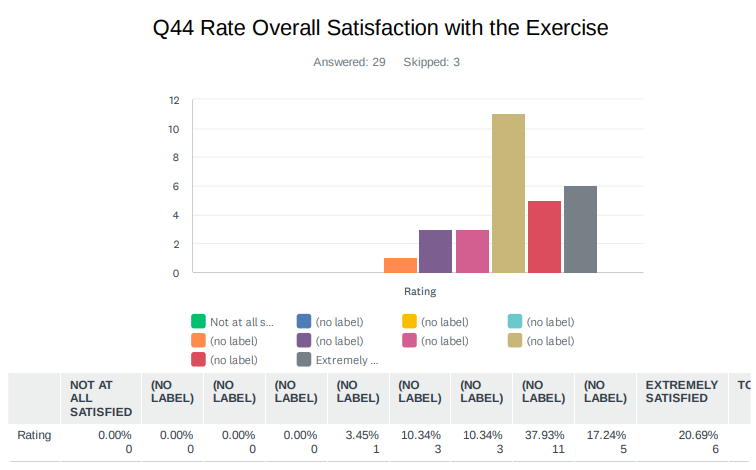 Q44 Rate Overall Satisfaction with the Exercise
Answered: 29 Skipped: 3
12
10
8
6
4
2
0
Rating
Not at all s... (no label) (no label) (no label)
(no label) (no label) (no label) (no label)
(no label) Extremely ...
NOT AT ALL SATISFIED (NO LABEL) (NO LABEL) (NO LABEL) (NO LABEL) (NO LABEL) (NO LABEL) (NO LABEL) (NO LABEL) EXTREMELY SATISFIED TO
Rating 0.00% 0.00% 0.00% 0.00% 3.45% 10.34% 10.34% 37.93% 17.24% 20.69%
0 0 0 0 1 3 3 11 5 6